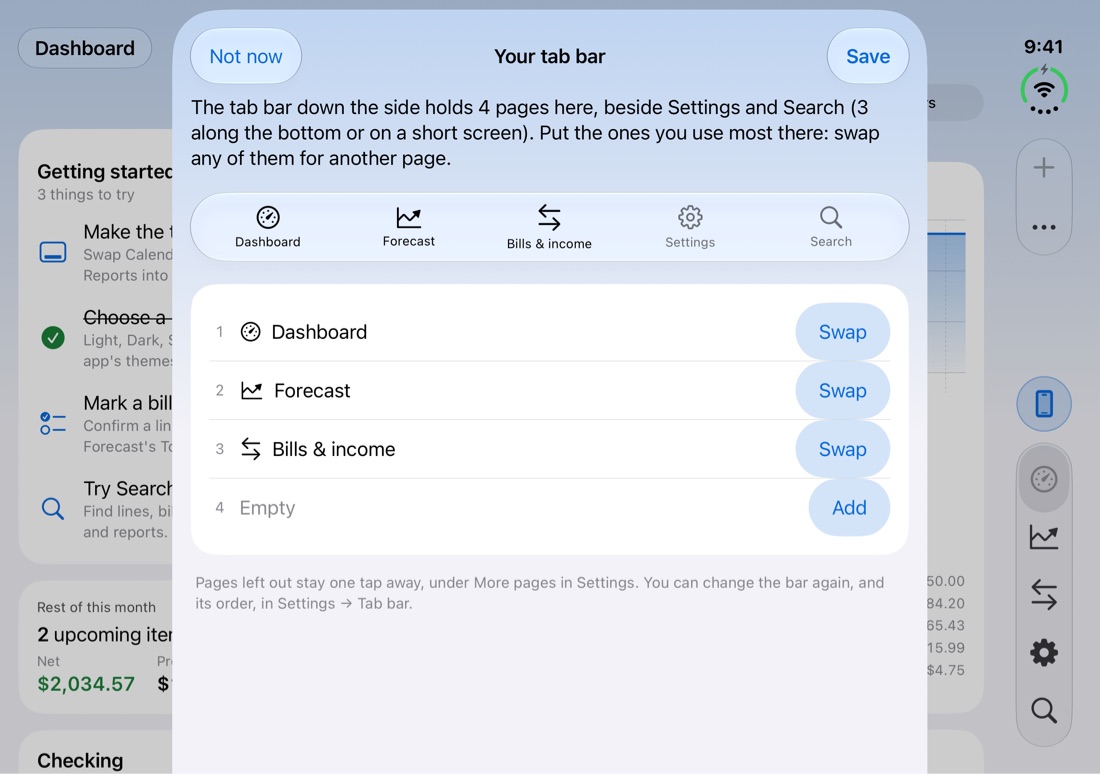 Dashboard
Not now
Your tab bar
Save
9:41
The tab bar down the side holds 4 pages here, beside Settings and Search (3
along the bottom or on a short screen). Put the ones you use most there: swap
any of them for another page.
Dashboard
Forecast
Bills & income
Settings
Search
1 Dashboard Swap
2 Forecast Swap
3 Bills & income Swap
4 Empty Add
Pages left out stay one tap away, under More pages in Settings. You can change the bar again, and
its order, in Settings → Tab bar.
Getting started
3 things to try
Make the
Swap Calend
Reports into
Choose a
Light, Dark,
app's themes
Mark a bill
Confirm a lin
Forecast's To
Try Search
Find lines, bi
and reports.
Rest of this month
2 upcoming iter
Net
Pr
$2,034.57
$
Checking
50.00
84.20
65.43
15.99
$4.75